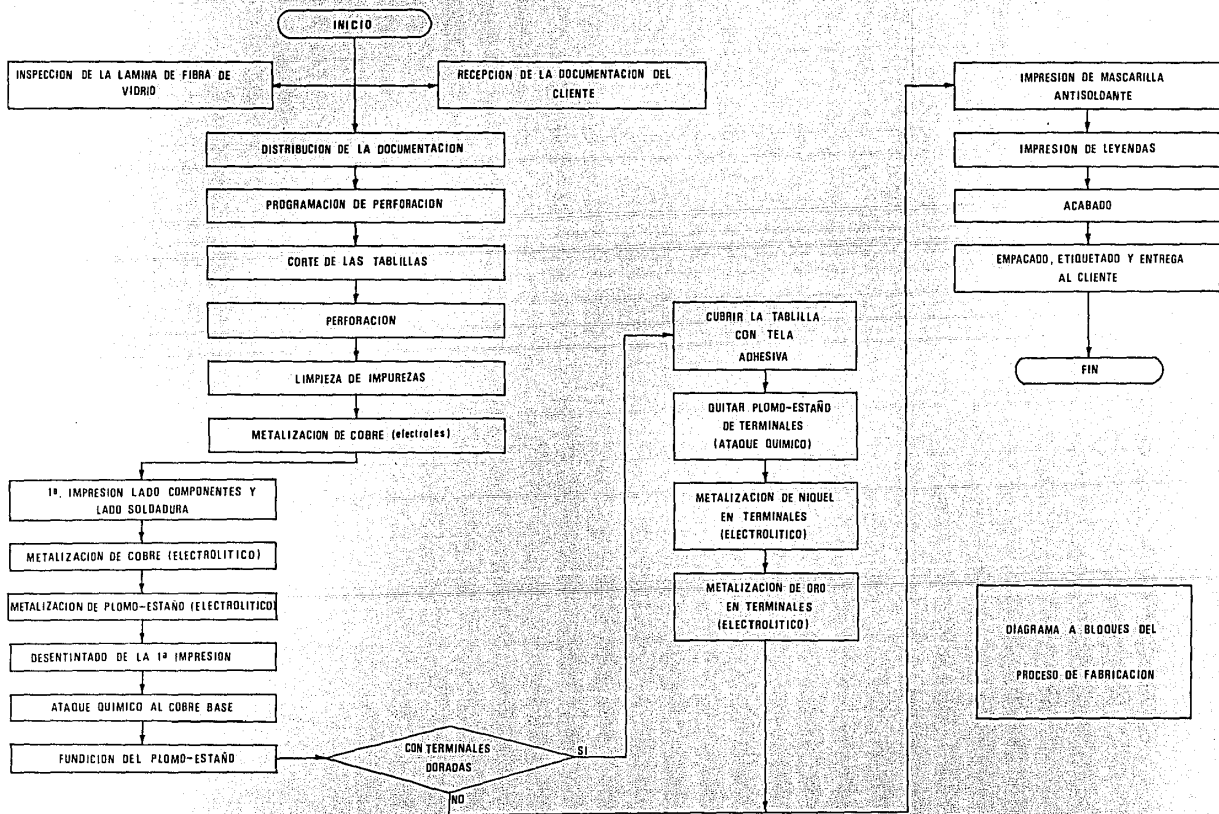 INICIO
INSPECCION DE LA LAMINA DE FIBRA DE
VIDRIO
RECEPCION DE LA DOCUMENTACION DEL
CLIENTE
DISTRIBUCION DE LA DOCUMENTACION
PROGRAMACION DE PERFORACION
CORTE DE LAS TABLILLAS
PERFORACION
LIMPIEZA DE IMPUREZAS
METALIZACION DE COBRE (electroles)
1ª. IMPRESION LADO COMPONENTES Y
LADO SOLDADURA
METALIZACION DE COBRE (ELECTROLITICO)
METALIZACION DE PLOMO-ESTAÑO (ELECTROLITICO)
DESENTINTADO DE LA 1ª IMPRESION
ATAQUE QUIMICO AL COBRE BASE
FUNDICION DEL PLOMO-ESTAÑO
CON TERMINALES
DORADAS
SI
NO
CUBRIR LA TABLILLA
CON TELA
ADHESIVA
QUITAR PLOMO-ESTAÑO
DE TERMINALES
(ATAQUE QUIMICO)
METALIZACION DE NIQUEL
EN TERMINALES
(ELECTROLITICO)
METALIZACION DE ORO
EN TERMINALES
(ELECTROLITICO)
IMPRESION DE MASCARILLA
ANTISOLDANTE
IMPRESION DE LEYENDAS
ACABADO
EMPACADO, ETIQUETADO Y ENTREGA
AL CLIENTE
FIN
DIAGRAMA A BLOQUES DEL
PROCESO DE FABRICACION